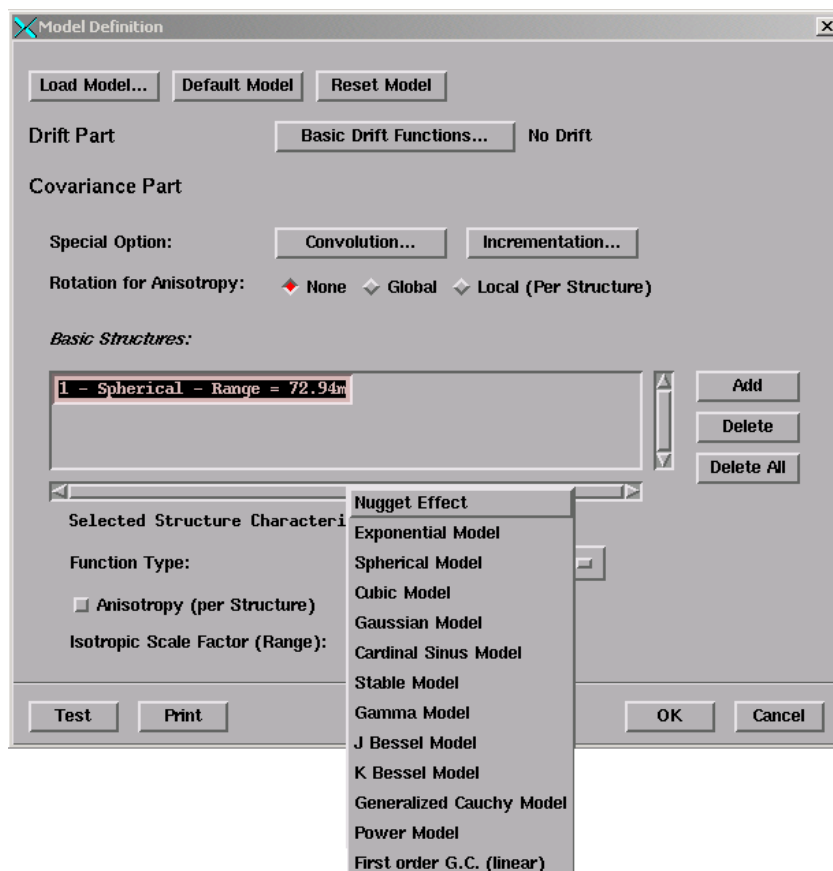 Model Definition
Load Model... Default Model Reset Model
Drift Part Basic Drift Functions... No Drift
Covariance Part
Special Option: Convolution... Incrementation...
Rotation for Anisotropy: None Global Local (Per Structure)
Basic Structures:
1 - Spherical - Range = 72.94m
Add
Delete
Delete All
Selected Structure Characteri
Function Type:
Anisotropy (per Structure)
Isotropic Scale Factor (Range):
Nugget Effect
Exponential Model
Spherical Model
Cubic Model
Gaussian Model
Cardinal Sinus Model
Stable Model
Gamma Model
J Bessel Model
K Bessel Model
Generalized Cauchy Model
Power Model
First order G.C. (linear)
Test Print OK Cancel